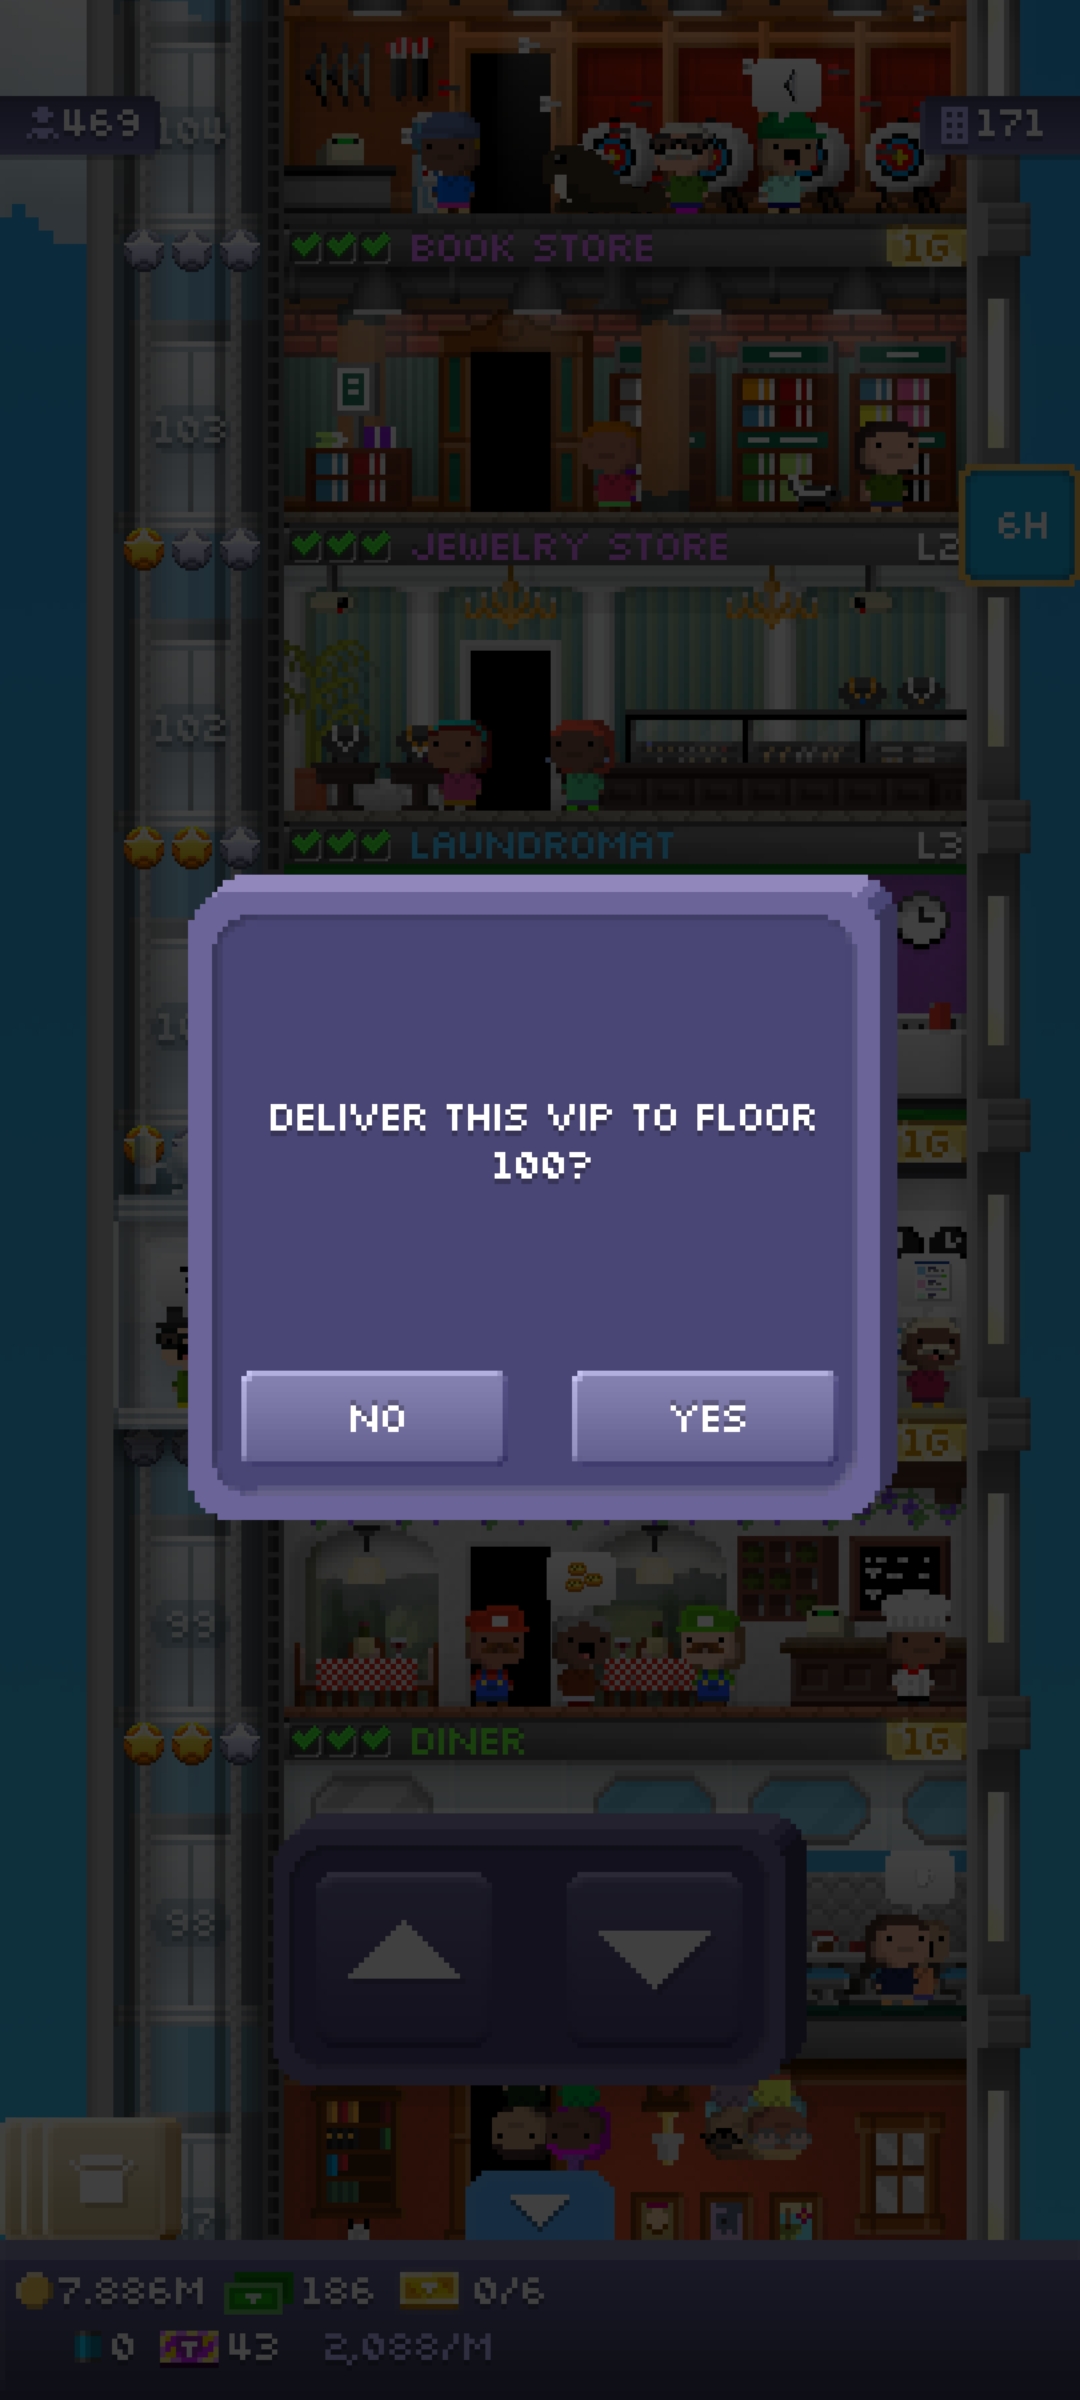 469
104
171
BOOK STORE
1G
103
6H
JEWELRY STORE
L2
102
LAUNDROMAT
L3
1G
DELIVER THIS VIP TO FLOOR
100?
NO
YES
1G
99
DINER
1G
98
7.886M
186
0/6
0
43
2,088/M